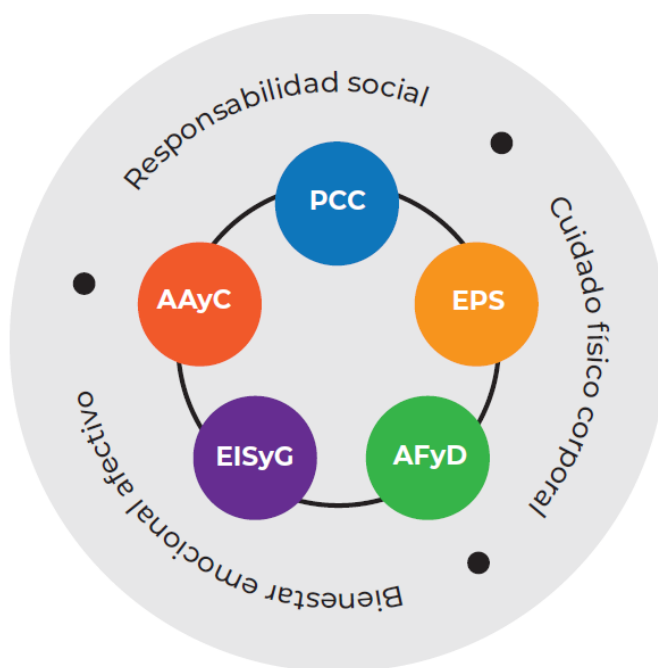 Responsabilidad social
Cuidado físico corporal
Bienestar emocional afectivo
PCC
EPS
AFyD
EISyG
AAyC